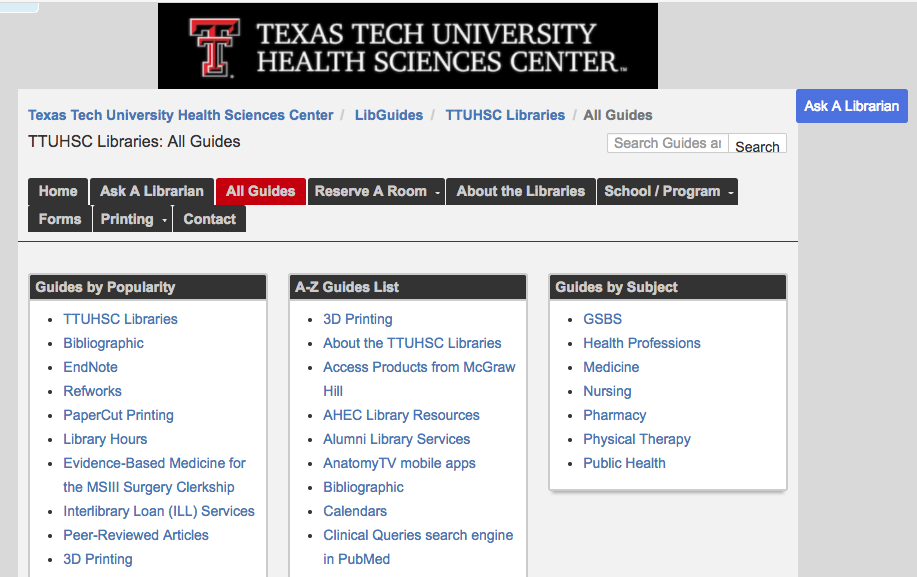 TEXAS TECH UNIVERSITY
HEALTH SCIENCES CENTER™
Ask A Librarian
Texas Tech University Health Sciences Center / LibGuides / TTUHSC Libraries / All Guides
TTUHSC Libraries: All Guides
Search Guides ar Search
Home Ask A Librarian All Guides Reserve A Room About the Libraries School / Program
Forms Printing Contact
Guides by Popularity
TTUHSC Libraries
Bibliographic
EndNote
Refworks
PaperCut Printing
Library Hours
Evidence-Based Medicine for
the MSIII Surgery Clerkship
Interlibrary Loan (ILL) Services
Peer-Reviewed Articles
3D Printing
A-Z Guides List
3D Printing
About the TTUHSC Libraries
Access Products from McGraw
Hill
AHEC Library Resources
Alumni Library Services
AnatomyTV mobile apps
Bibliographic
Calendars
Clinical Queries search engine
in PubMed
Guides by Subject
GSBS
Health Professions
Medicine
Nursing
Pharmacy
Physical Therapy
Public Health